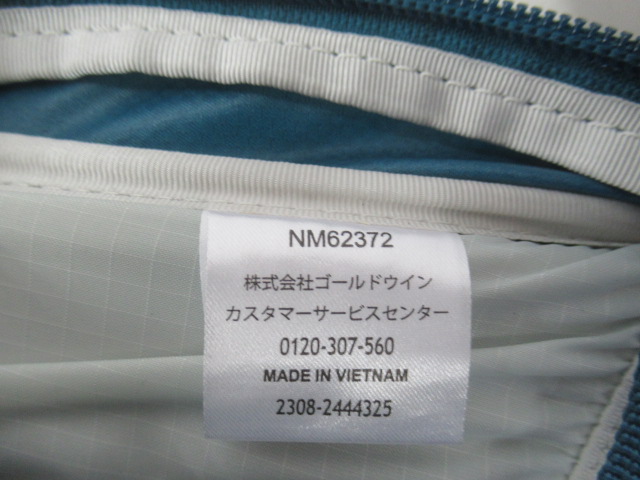 NM62372
株式会社ゴールドウイン
カスタマーサービスセンター
0120-307-560
MADE IN VIETNAM
2308-2444325